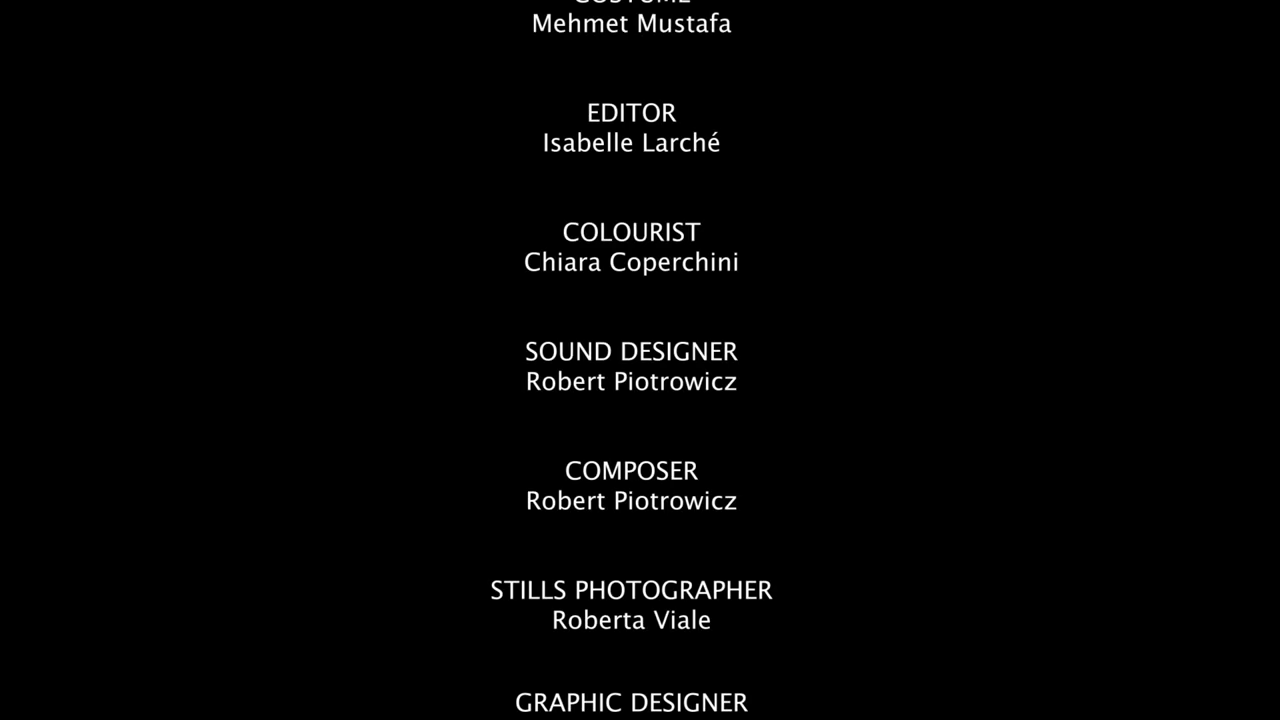 COSTUME
Mehmet Mustafa
EDITOR
Isabelle Larché
COLOURIST
Chiara Coperchini
SOUND DESIGNER
Robert Piotrowicz
COMPOSER
Robert Piotrowicz
STILLS PHOTOGRAPHER
Roberta Viale
GRAPHIC DESIGNER